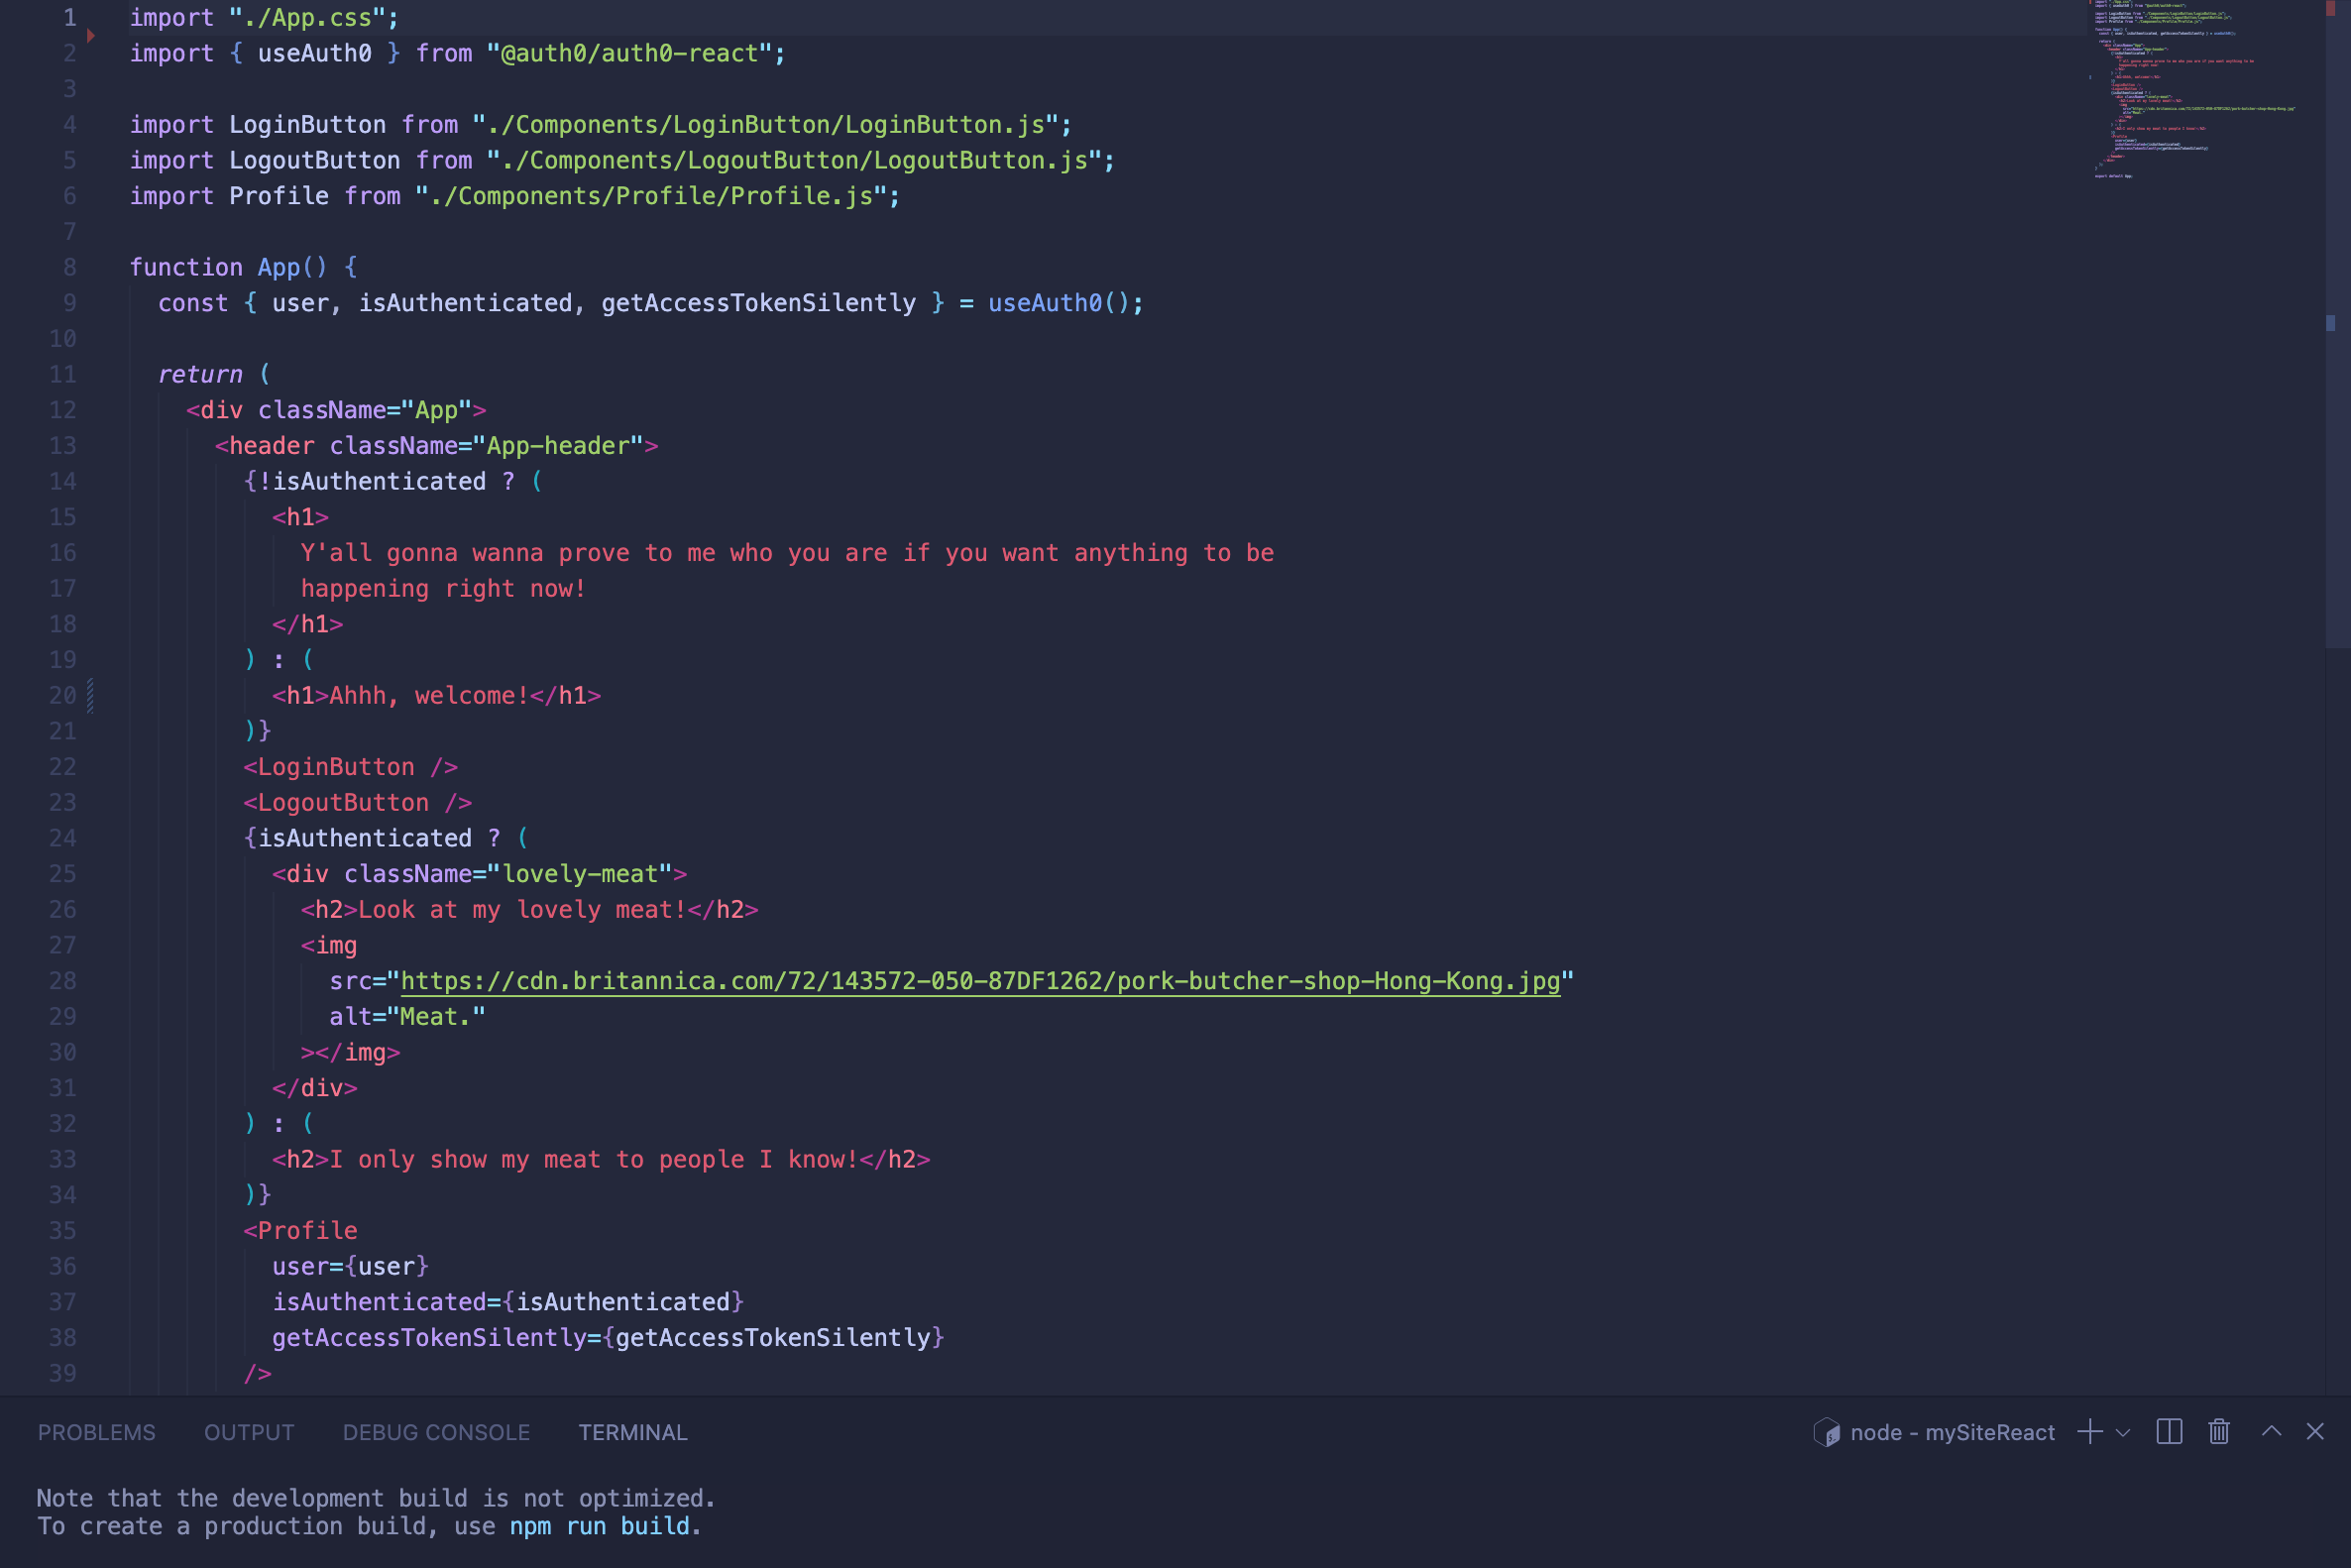 1 import "./App.css";
2 import { useAuth0 } from "@auth0/auth0-react";
3
4 import LoginButton from "./Components/LoginButton/LoginButton.js";
5 import LogoutButton from "./Components/LogoutButton/LogoutButton.js";
6 import Profile from "./Components/Profile/Profile.js";
7
8 function App() {
9   const { user, isAuthenticated, getAccessTokenSilently } = useAuth0();
10
11   return (
12     <div className="App">
13       <header className="App-header">
14         {!isAuthenticated ? (
15           <h1>
16             Y'all gonna wanna prove to me who you are if you want anything to be
17             happening right now!
18           </h1>
19         ) : (
20           <h1>Ahhh, welcome!</h1>
21         )}
22         <LoginButton />
23         <LogoutButton />
24         {isAuthenticated ? (
25           <div className="lovely-meat">
26             <h2>Look at my lovely meat!</h2>
27             <img
28               src="https://cdn.britannica.com/72/143572-050-87DF1262/pork-butcher-shop-Hong-Kong.jpg"
29               alt="Meat."
30             ></img>
31           </div>
32         ) : (
33           <h2>I only show my meat to people I know!</h2>
34         )}
35         <Profile
36           user={user}
37           isAuthenticated={isAuthenticated}
38           getAccessTokenSilently={getAccessTokenSilently}
39         />
PROBLEMS OUTPUT DEBUG CONSOLE TERMINAL node - mySiteReact
Note that the development build is not optimized.
To create a production build, use npm run build.